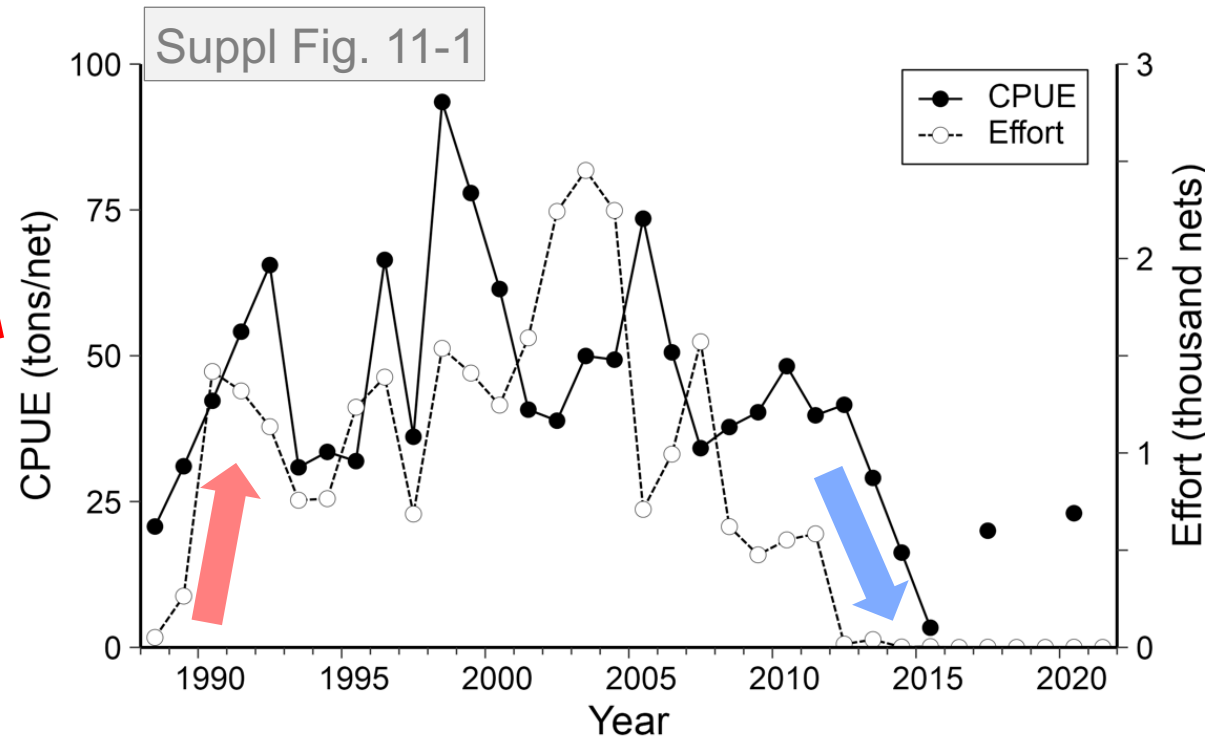 Suppl Fig. 11-1
CPUE
Effort
CPUE (tons/net)
100
75
50
25
0
Effort (thousand nets)
3
2
1
0
1990 1995 2000 2005 2010 2015 2020
Year